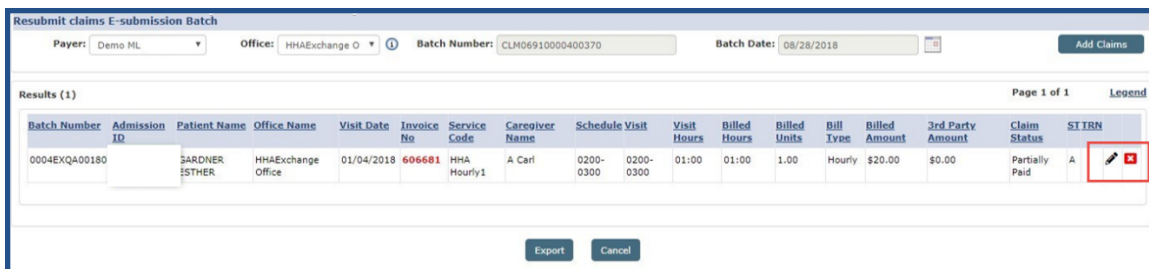 Resubmit claims E-submission Batch
Payer: Demo ML Office: HHAExchange O Batch Number: CLM06910000400370 Batch Date: 08/28/2018 Add Claims
Results (1) Page 1 of 1 Legend
Batch Number Admission ID Patient Name Office Name Visit Date Invoice No Service Code Caregiver Name Schedule Visit Visit Hours Billed Hours Billed Units Bill Type Billed Amount 3rd Party Amount Claim Status ST TRN
0004EXQA00180 GARDNER ESTHER HHAExchange Office 01/04/2018 606681 HHA Hourly1 A Carl 0200-0300 0200-0300 01:00 01:00 1.00 Hourly $20.00 $0.00 Partially Paid A
Export Cancel